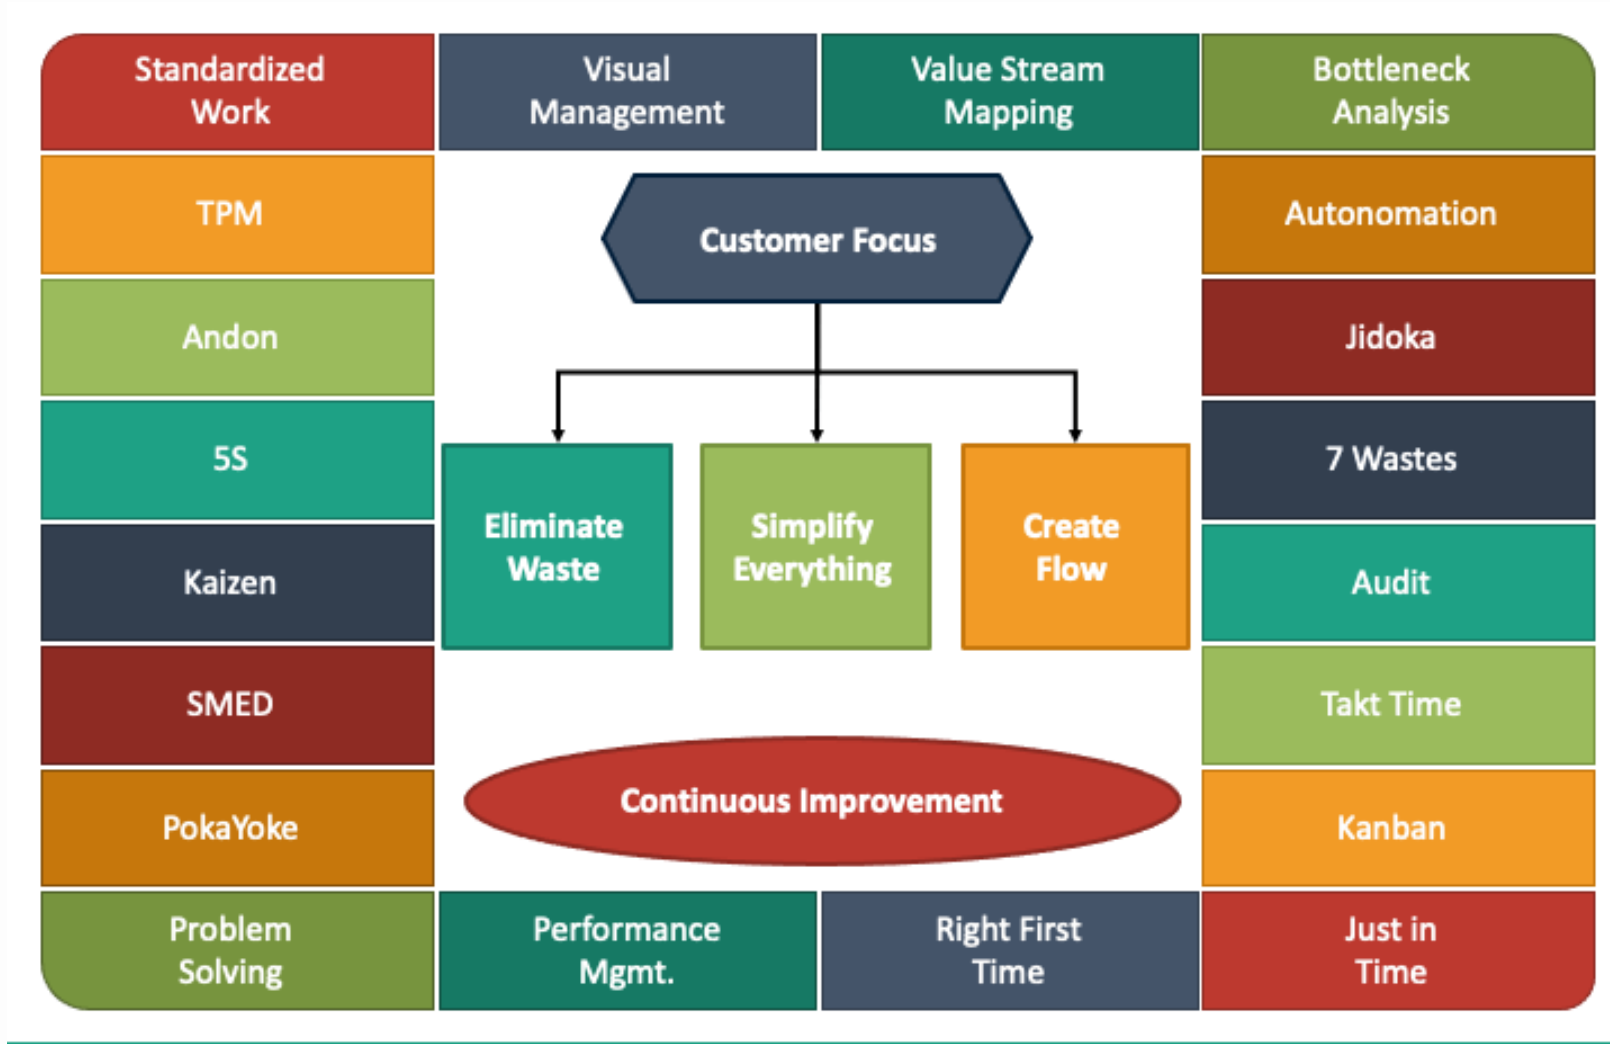 Standardized
Work
Visual
Management
Value Stream
Mapping
Bottleneck
Analysis
TPM
Customer Focus
Autonomation
Andon
Jidoka
5S
Eliminate
Waste
Simplify
Everything
Create
Flow
7 Wastes
Kaizen
Audit
SMED
Takt Time
PokaYoke
Continuous Improvement
Kanban
Problem
Solving
Performance
Mgmt.
Right First
Time
Just in
Time